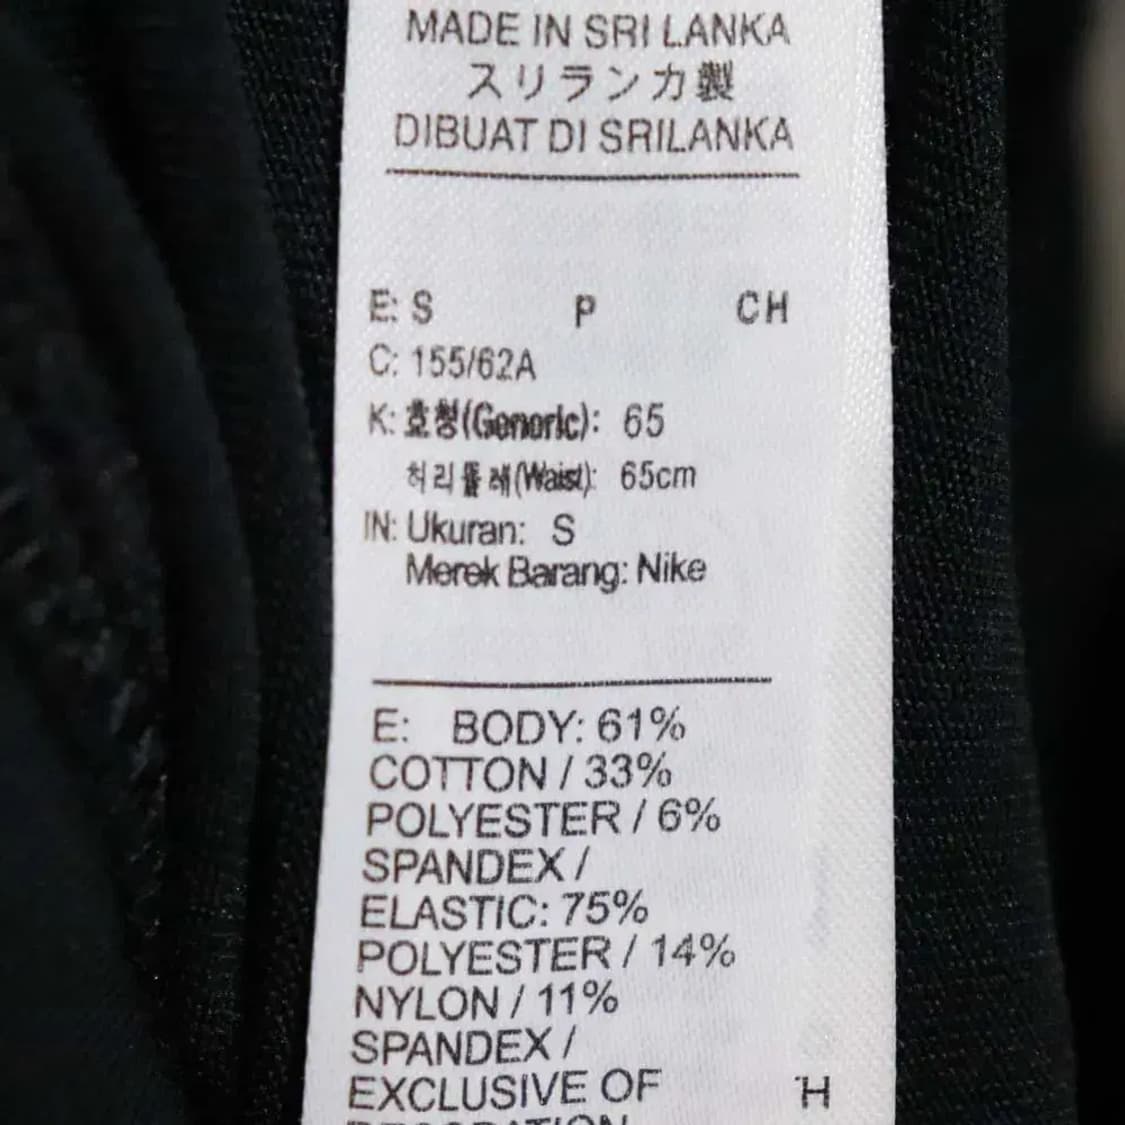 MADE IN SRI LANKA
スリランカ製
DIBUAT DI SRILANKA
E: S P CH
C: 155/62A
K: 호칭(Generic): 65
허리둘레(Waist): 65cm
IN: Ukuran: S
Merek Barang: Nike
E: BODY: 61%
COTTON / 33%
POLYESTER / 6%
SPANDEX /
ELASTIC: 75%
POLYESTER / 14%
NYLON / 11%
SPANDEX /
EXCLUSIVE OF H